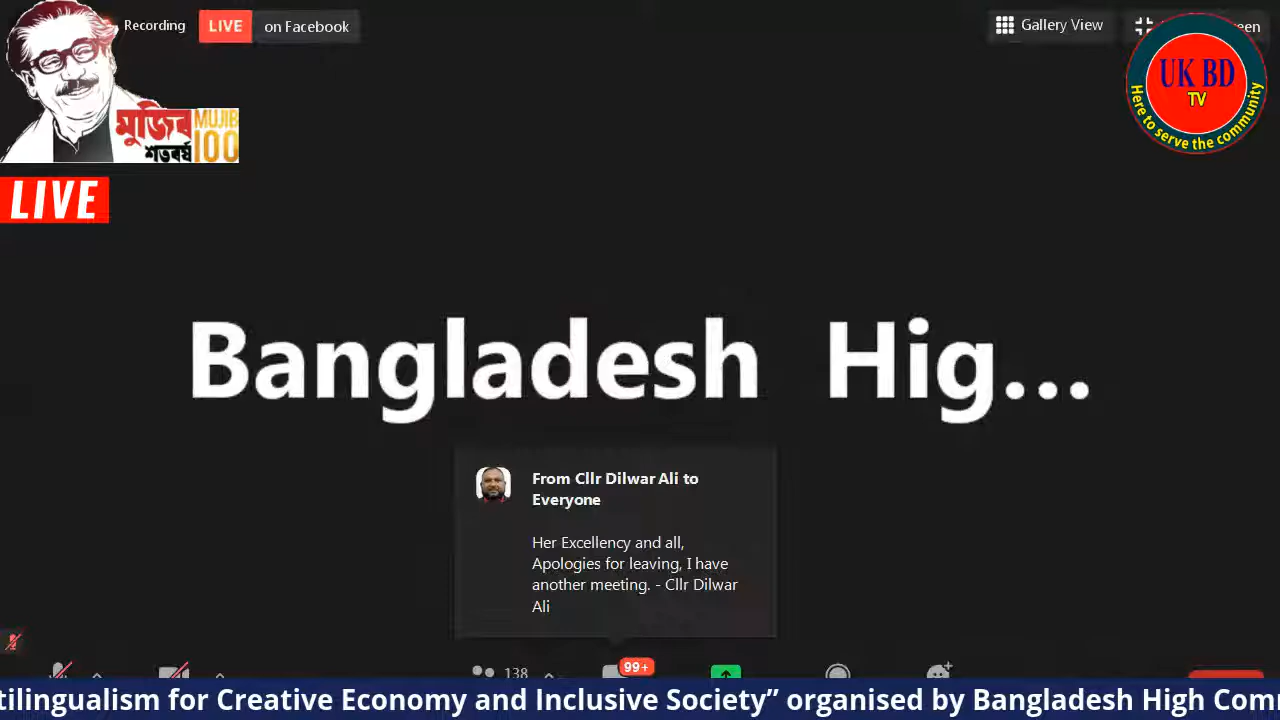 Recording
LIVE
on Facebook
Gallery View
een
UK BD
TV
Here to serve the community
মুজিব
শতবর্ষ
MUJIB
100
LIVE
Bangladesh Hig...
From Cllr Dilwar Ali to
Everyone
Her Excellency and all,
Apologies for leaving, I have
another meeting. - Cllr Dilwar
Ali
138
99+
tilingualism for Creative Economy and Inclusive Society” organised by Bangladesh High Com